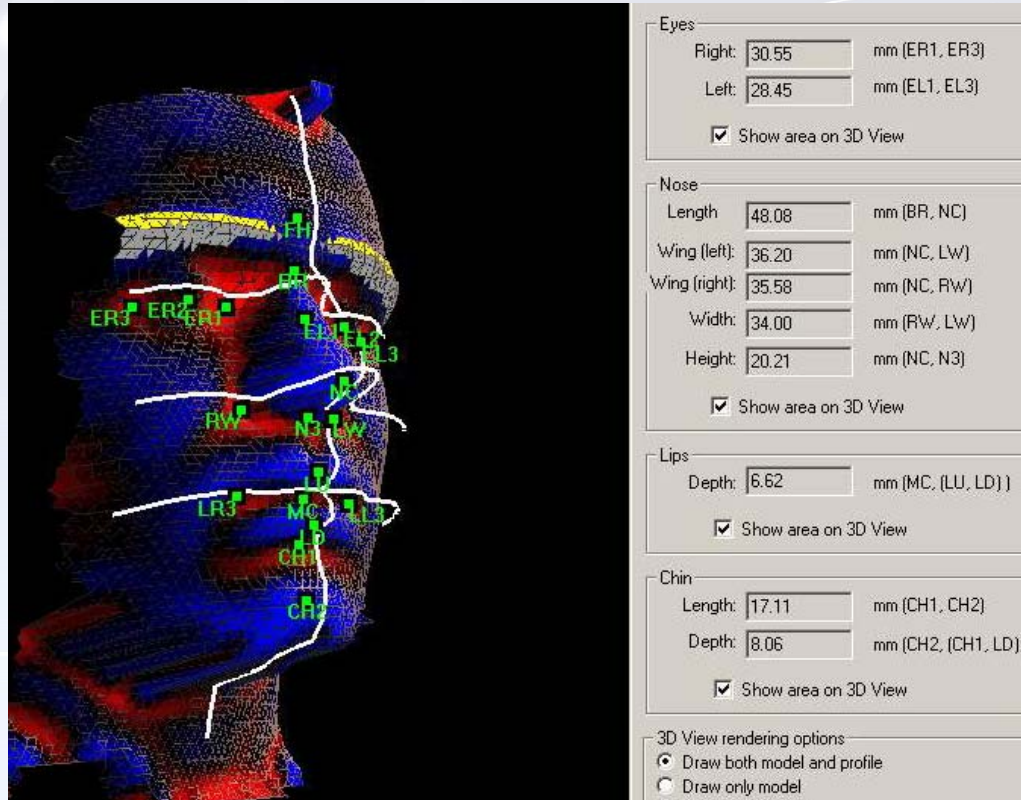 FH
BR
ER3
ER2
ER1
EL1
EL2
EL3
NC
RW
N3
LW
LU
LR3
MC
LL3
LD
CH1
CH2
Eyes
Right: 30.55 mm (ER1, ER3)
Left: 28.45 mm (EL1, EL3)
Show area on 3D View
Nose
Length 48.08 mm (BR, NC)
Wing (left): 36.20 mm (NC, LW)
Wing (right): 35.58 mm (NC, RW)
Width: 34.00 mm (RW, LW)
Height: 20.21 mm (NC, N3)
Show area on 3D View
Lips
Depth: 6.62 mm (MC, (LU, LD) )
Show area on 3D View
Chin
Length: 17.11 mm (CH1, CH2)
Depth: 8.06 mm (CH2, (CH1, LD)
Show area on 3D View
3D View rendering options
Draw both model and profile
Draw only model